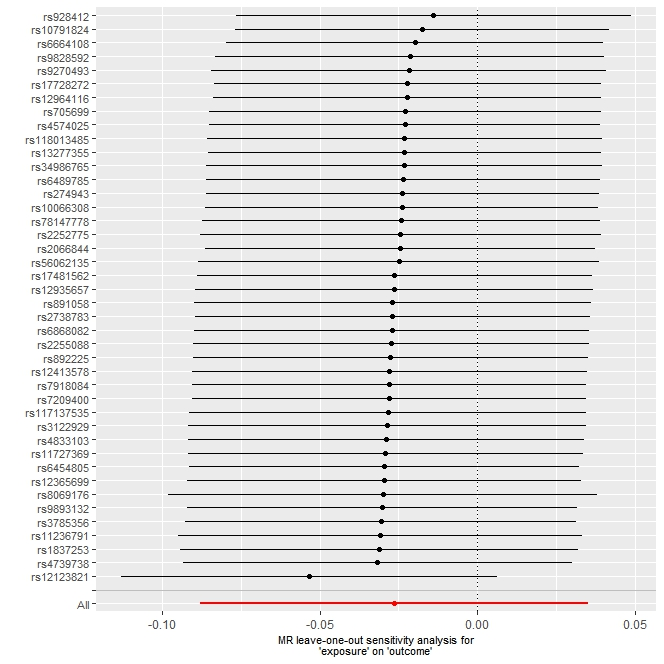 rs928412
rs10791824
rs6664108
rs9828592
rs9270493
rs17728272
rs12964116
rs705699
rs4574025
rs118013485
rs13277355
rs34986765
rs6489785
rs274943
rs10066308
rs78147778
rs2252775
rs2066844
rs56062135
rs17481562
rs12935657
rs891058
rs2738783
rs6868082
rs2255088
rs892225
rs12413578
rs7918084
rs7209400
rs117137535
rs3122929
rs4833103
rs11727369
rs6454805
rs12365699
rs8069176
rs9893132
rs3785356
rs11236791
rs1837253
rs4739738
rs12123821
All
-0.10 -0.05 0.00 0.05
MR leave-one-out sensitivity analysis for
'exposure' on 'outcome'